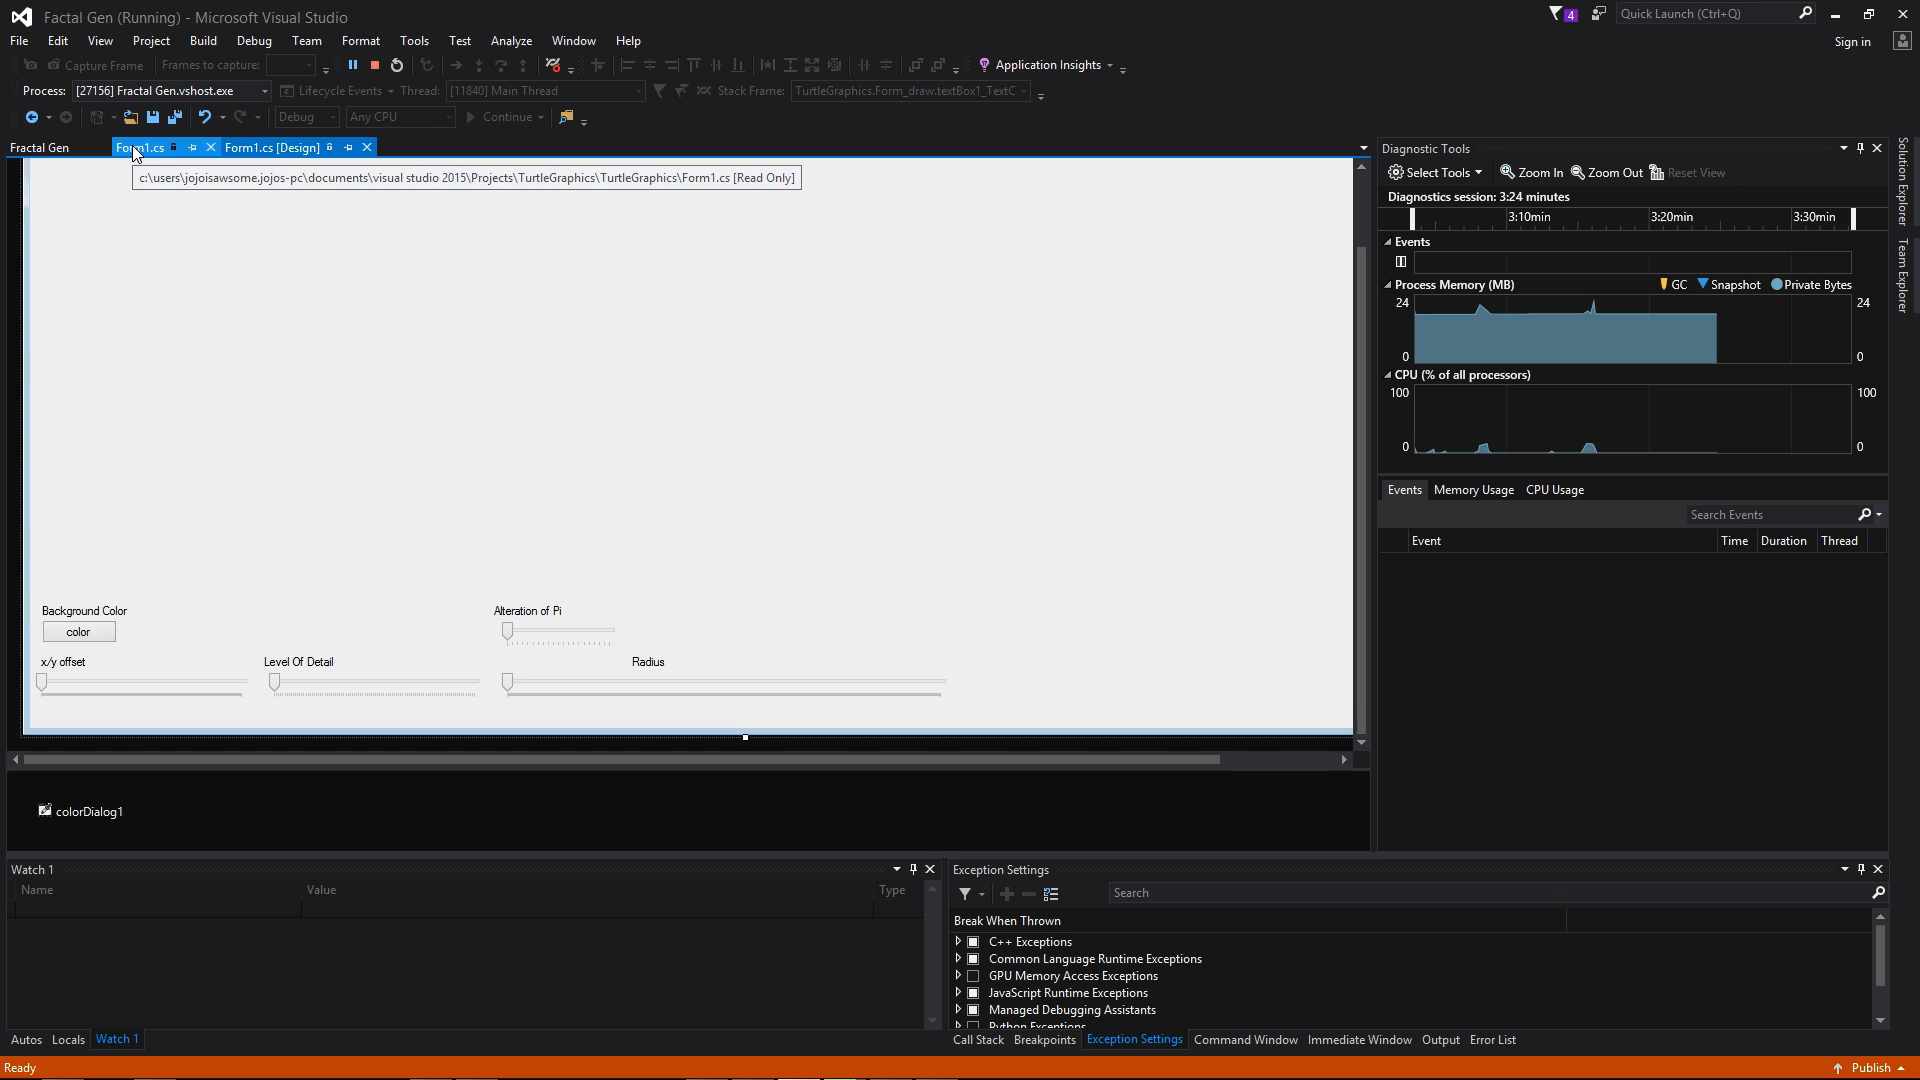 Factal Gen (Running) - Microsoft Visual Studio
4
Quick Launch (Ctrl+Q)
File Edit View Project Build Debug Team Format Tools Test Analyze Window Help
Sign in
Capture Frame Frames to capture:
Application Insights
Process: [27156] Fractal Gen.vshost.exe Lifecycle Events Thread: [11840] Main Thread Stack Frame: TurtleGraphics.Form_draw.textBox1_TextC
Debug Any CPU Continue
Fractal Gen Form1.cs Form1.cs [Design]
c:\users\jojoisawsome.jojos-pc\documents\visual studio 2015\Projects\TurtleGraphics\TurtleGraphics\Form1.cs [Read Only]
Background Color
color
Alteration of Pi
x/y offset
Level Of Detail
Radius
colorDialog1
Diagnostic Tools
Select Tools Zoom In Zoom Out Reset View
Diagnostics session: 3:24 minutes
3:10min 3:20min 3:30min
Events
Process Memory (MB)
GC Snapshot Private Bytes
24 24
0 0
CPU (% of all processors)
100 100
0 0
Events Memory Usage CPU Usage
Search Events
Event Time Duration Thread
Solution Explorer
Team Explorer
Watch 1
Name Value Type
Autos Locals Watch 1
Exception Settings
Search
Break When Thrown
C++ Exceptions
Common Language Runtime Exceptions
GPU Memory Access Exceptions
JavaScript Runtime Exceptions
Managed Debugging Assistants
Python Exceptions
Call Stack Breakpoints Exception Settings Command Window Immediate Window Output Error List
Ready
Publish